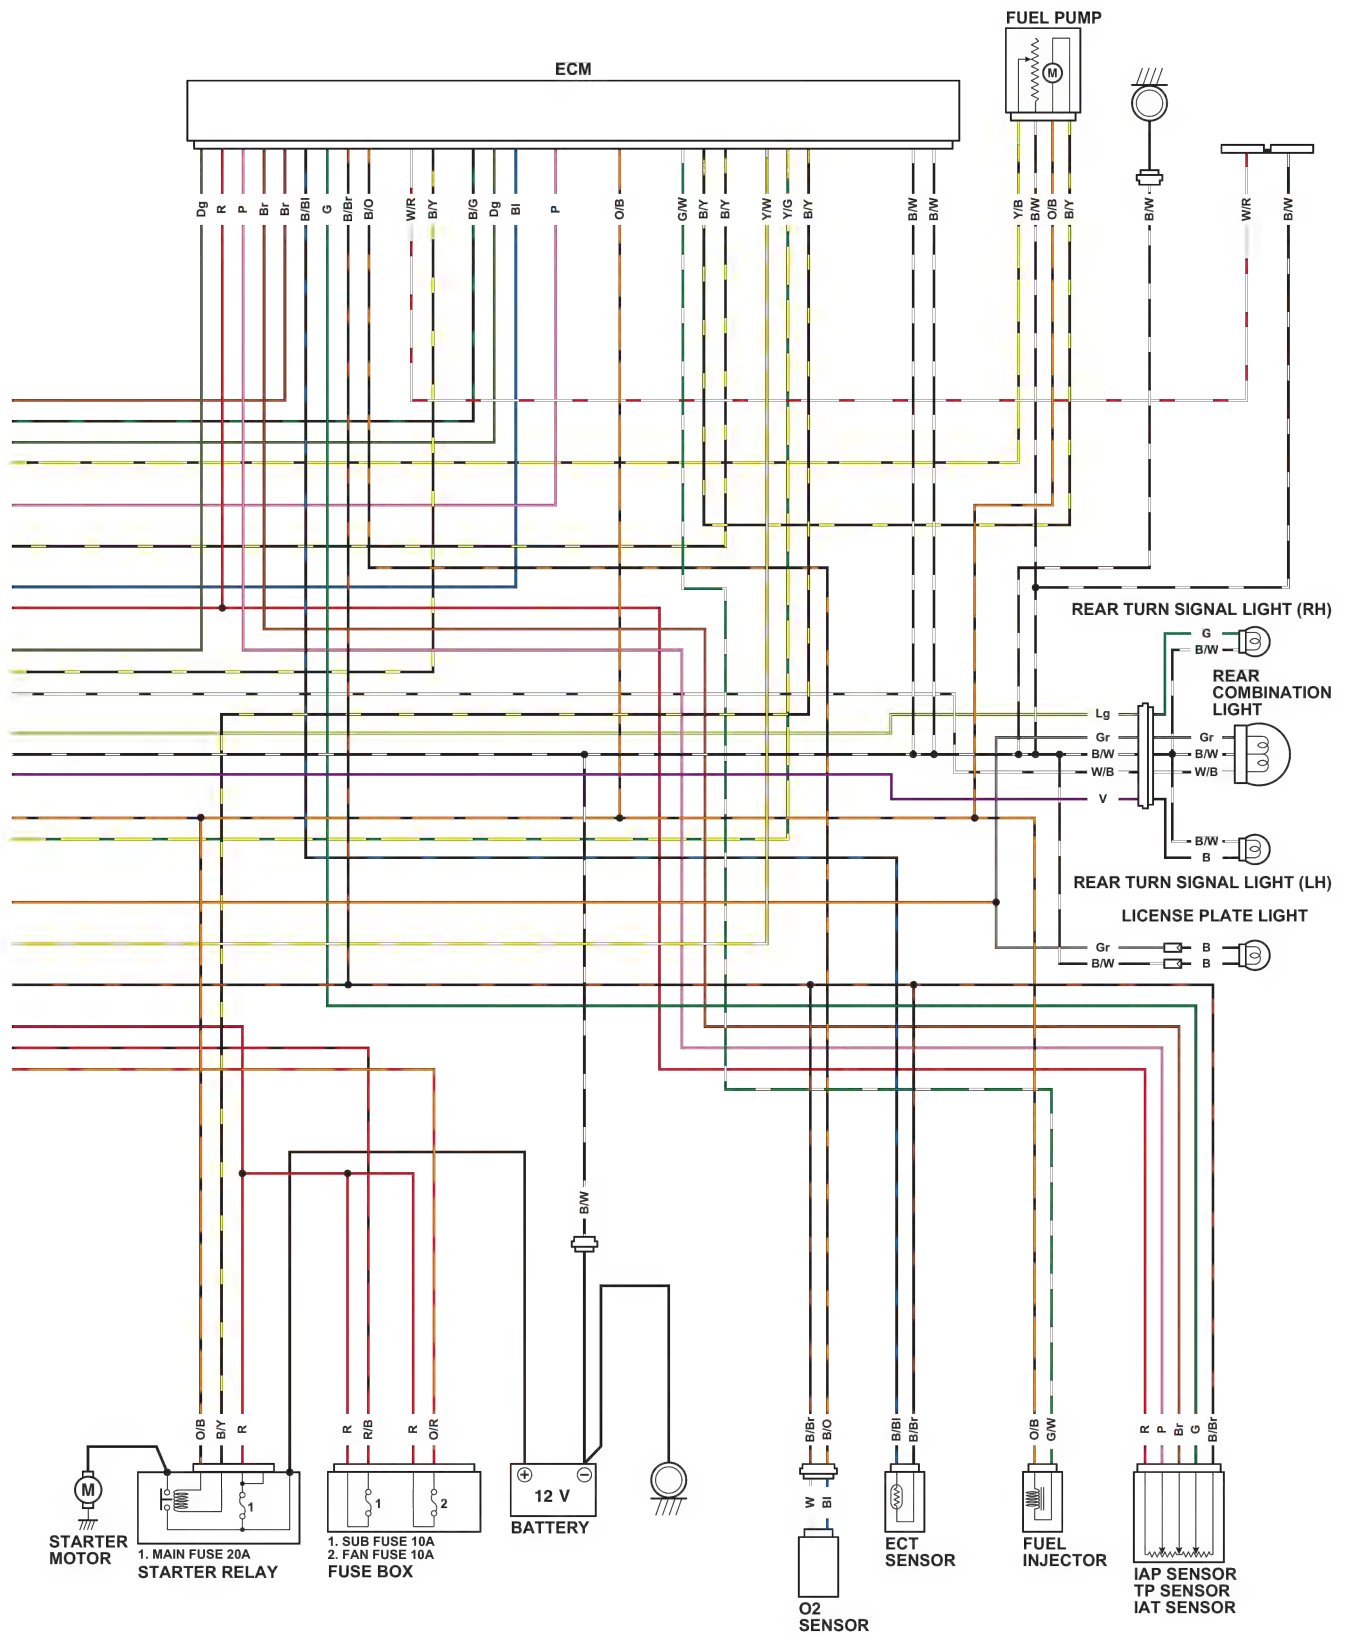 FUEL PUMP
ECM
M
Dg R P Br Br B/Bl G B/Br B/O W/R B/Y B/G Dg Bl P O/B G/W B/Y B/Y Y/W Y/G B/Y B/W B/W Y/B B/W O/B B/Y B/W W/R B/W
REAR TURN SIGNAL LIGHT (RH)
G
B/W
REAR
COMBINATION
LIGHT
Lg
Gr Gr
B/W B/W
W/B W/B
V
B/W
B
REAR TURN SIGNAL LIGHT (LH)
LICENSE PLATE LIGHT
Gr B
B/W B
B/W
O/B B/Y R R R/B R O/R B/Br B/O B/Bl B/Br O/B G/W R P Br G B/Br
M
1
1
2
+ −
12 V
W Bl
STARTER
MOTOR
1. MAIN FUSE 20A
STARTER RELAY
1. SUB FUSE 10A
2. FAN FUSE 10A
FUSE BOX
BATTERY
O2
SENSOR
ECT
SENSOR
FUEL
INJECTOR
IAP SENSOR
TP SENSOR
IAT SENSOR